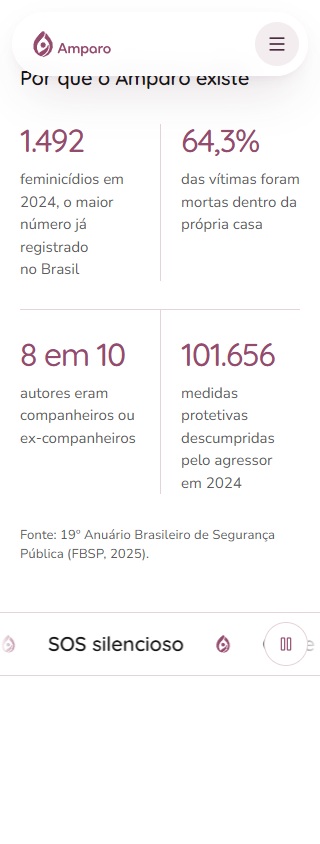 Amparo
Por que o Amparo existe
1.492
feminicídios em
2024, o maior
número já
registrado
no Brasil
64,3%
das vítimas foram
mortas dentro da
própria casa
8 em 10
autores eram
companheiros ou
ex-companheiros
101.656
medidas
protetivas
descumpridas
pelo agressor
em 2024
Fonte: 19º Anuário Brasileiro de Segurança
Pública (FBSP, 2025).
SOS silencioso